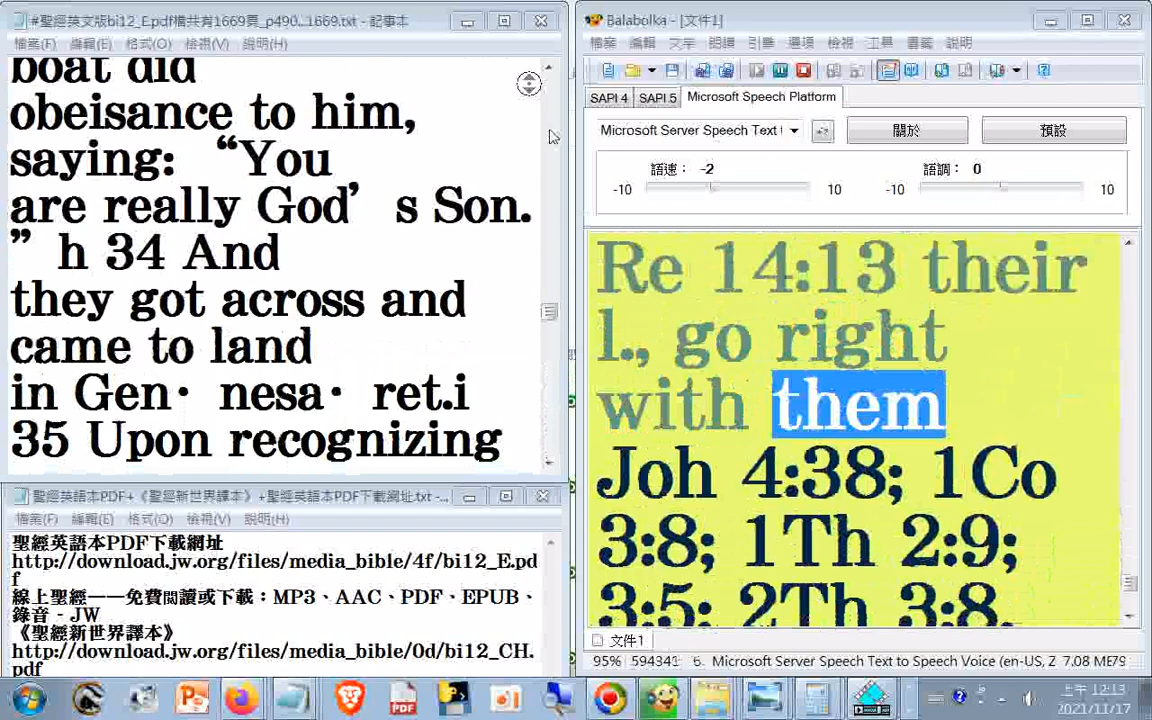 #聖經英文版bi12_E.pdf檔共有1669頁_p490...1669.txt - 記事本
檔案(F) 編輯(E) 格式(O) 檢視(V) 說明(H)
boat did
obeisance to him,
saying: “You
are really God’ s Son.
” h 34 And
they got across and
came to land
in Gen· nesa· ret.i
35 Upon recognizing
聖經英語本PDF+《聖經新世界譯本》+聖經英語本PDF下載網址.txt -...
檔案(F) 編輯(E) 格式(O) 檢視(V) 說明(H)
聖經英語本PDF下載網址
http://download.jw.org/files/media_bible/4f/bi12_E.pd
f
線上聖經——免費閱讀或下載：MP3、AAC、PDF、EPUB、
錄音 - JW
《聖經新世界譯本》
http://download.jw.org/files/media_bible/0d/bi12_CH.
pdf
Balabolka - [文件1]
檔案 編輯 文字 朗讀 引擎 選項 檢視 工具 書籤 說明
SAPI 4 SAPI 5 Microsoft Speech Platform
Microsoft Server Speech Text 關於 預設
語速： -2 語調： 0
-10 10 -10 10
Re 14:13 their
l., go right
with them
Joh 4:38; 1Co
3:8; 1Th 2:9;
3:5; 2Th 3:8.
文件1
95% Microsoft Server Speech Text to Speech Voice (en-US, Z 7.08 ME
上午 12:13
2021/11/17